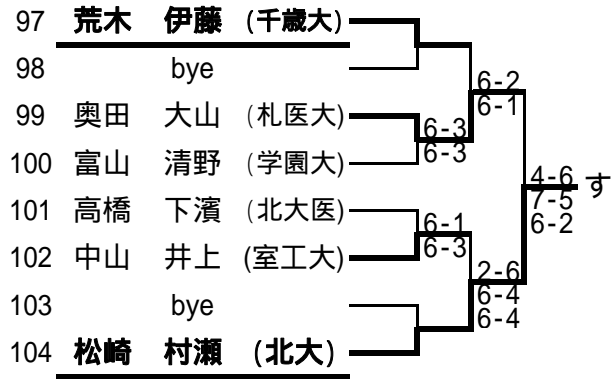 97 荒木 伊藤 (千歳大)
98 bye
99 奥田 大山 (札医大)
100 富山 清野 (学園大)
101 高橋 下濱 (北大医)
102 中山 井上 (室工大)
103 bye
104 松崎 村瀬 (北大)
6-3
6-3
6-1
6-3
6-2
6-1
2-6
6-4
6-4
4-6
7-5
6-2
す